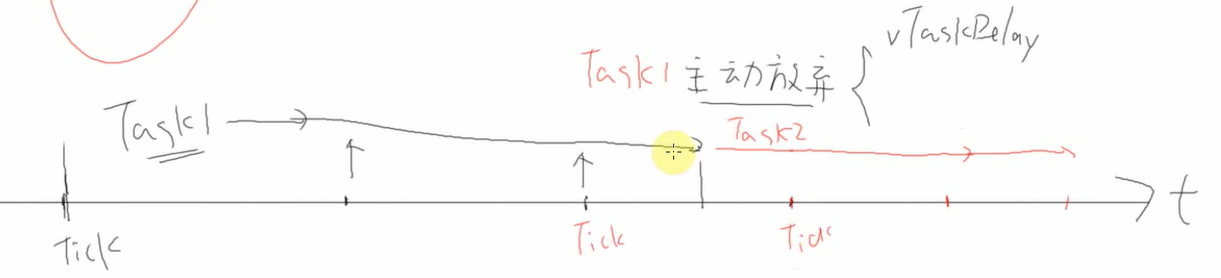 vTaskDelay
Task1 主动放弃
Task1
Task2
t
Tick
Tick
Tick